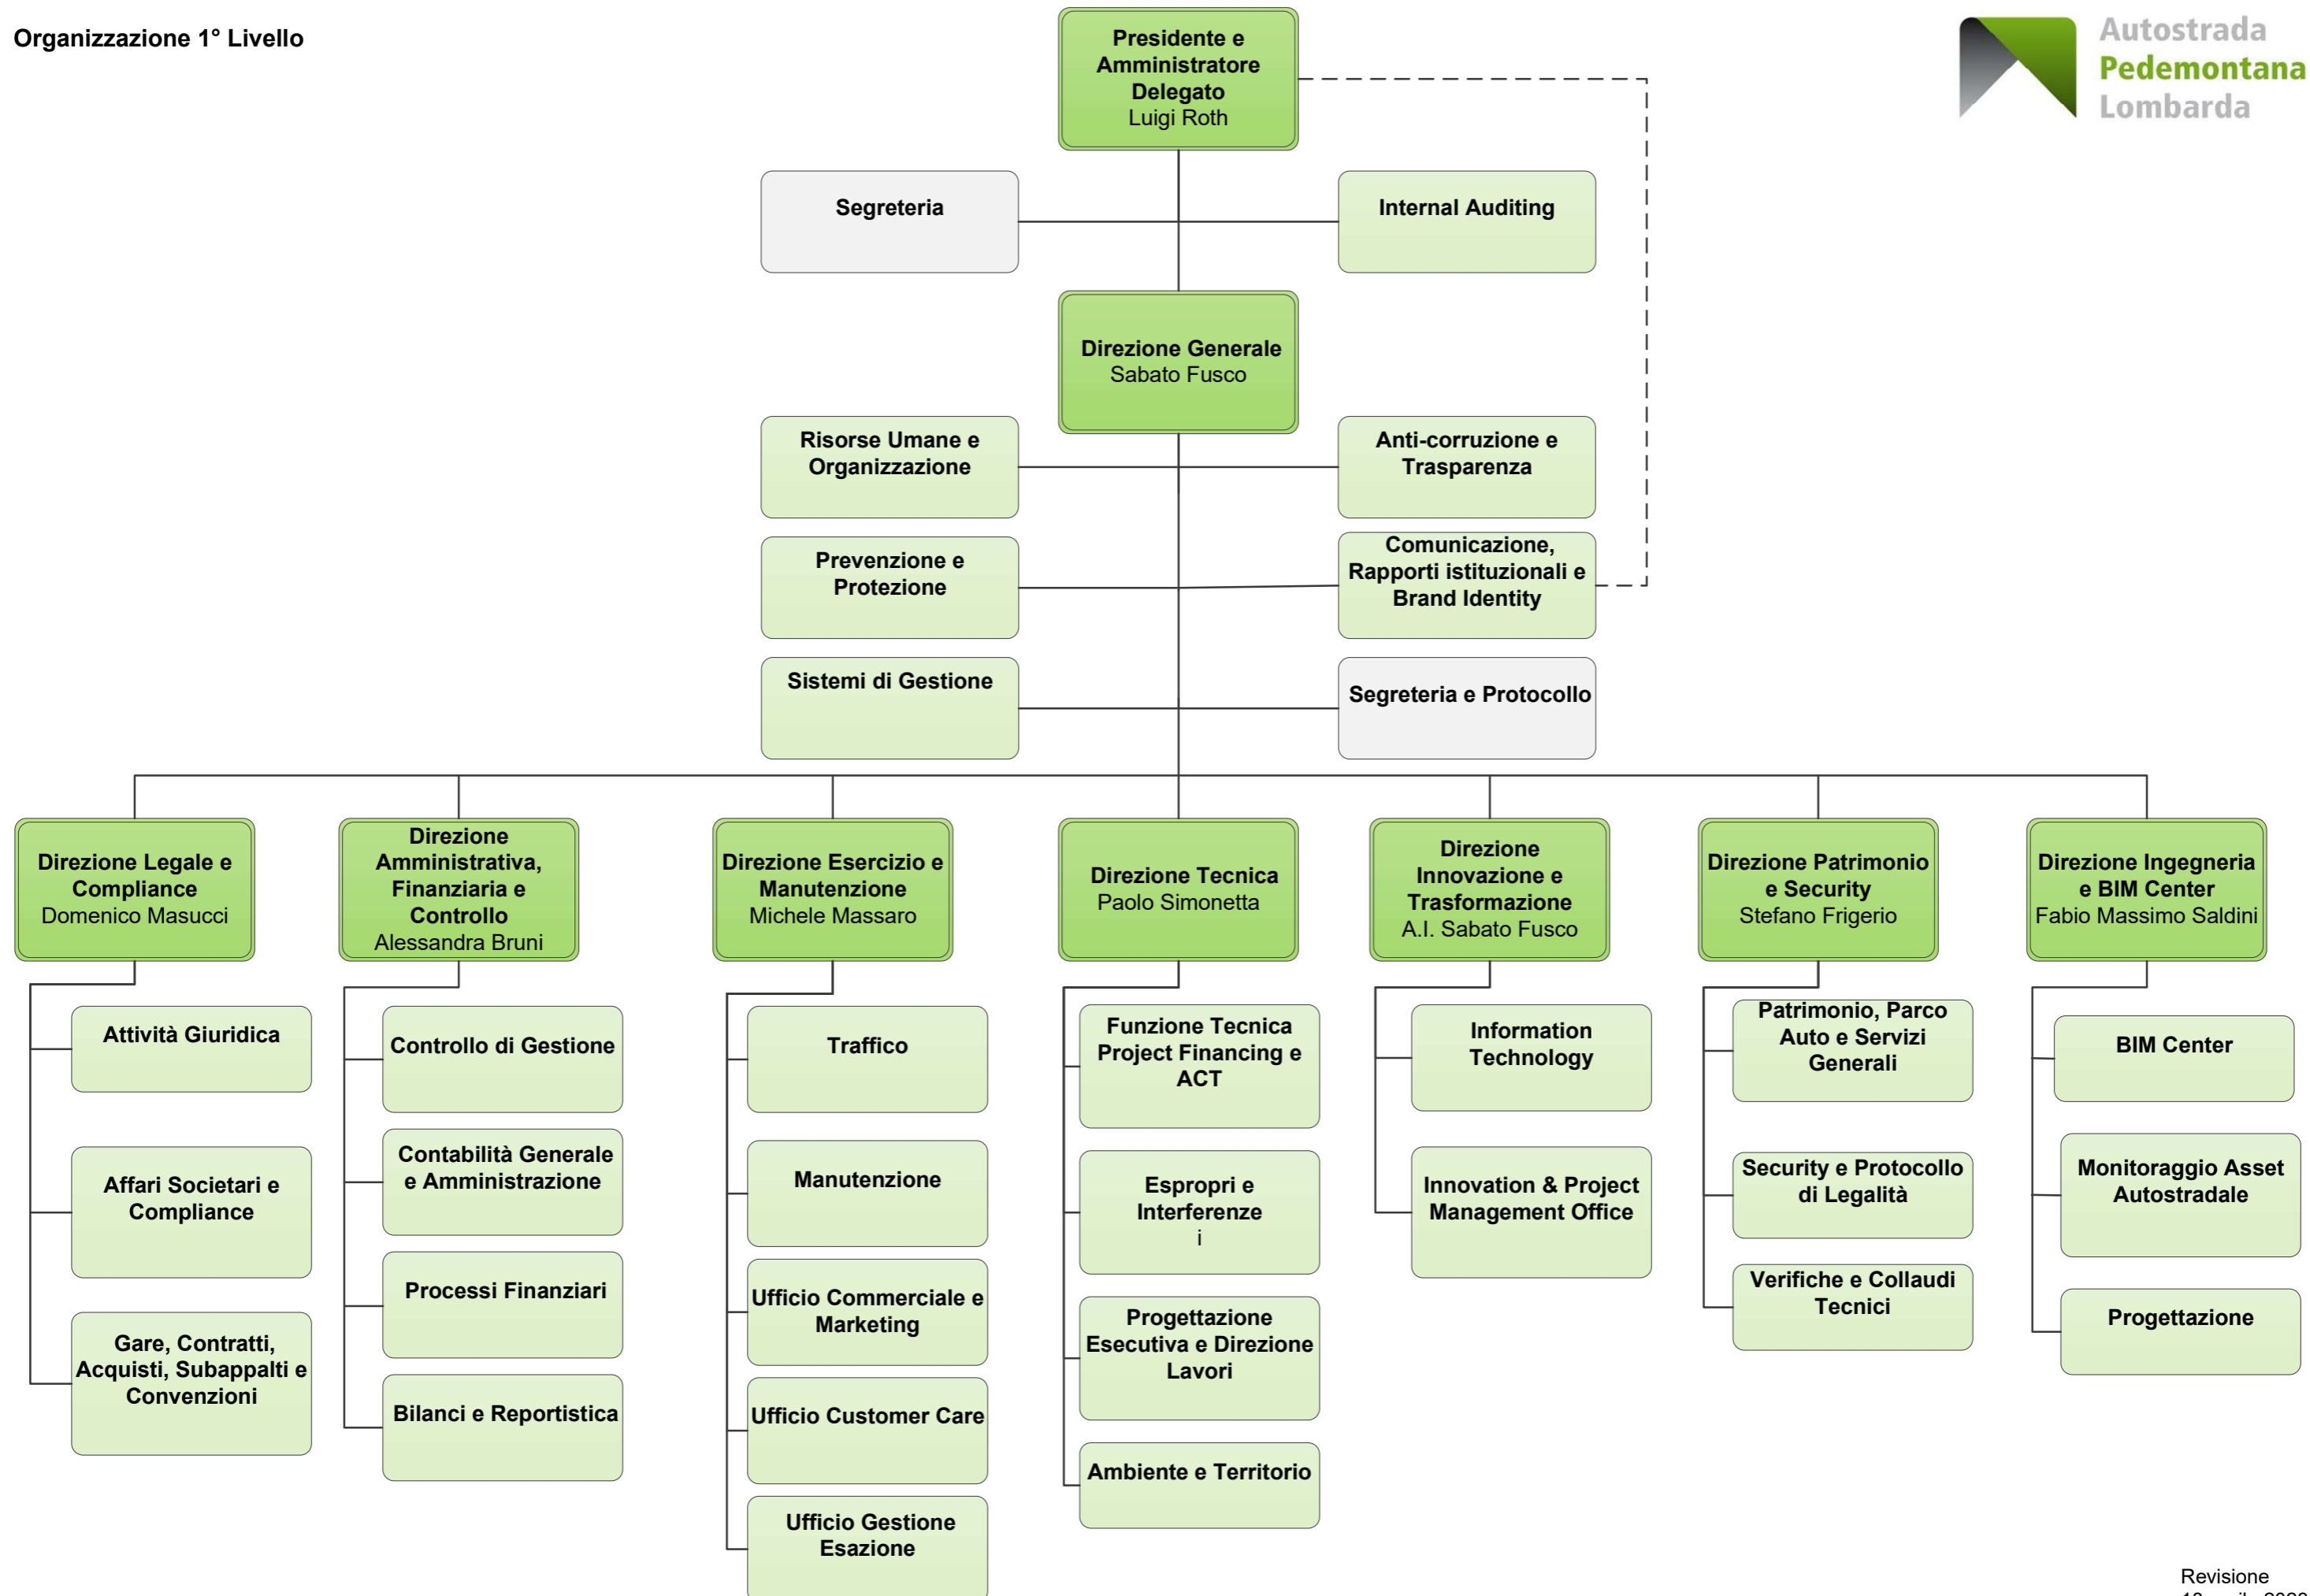 Organizzazione 1° Livello
Autostrada
Pedemontana
Lombarda
Presidente e
Amministratore
Delegato
Luigi Roth
Segreteria
Internal Auditing
Direzione Generale
Sabato Fusco
Risorse Umane e
Organizzazione
Anti-corruzione e
Trasparenza
Prevenzione e
Protezione
Comunicazione,
Rapporti istituzionali e
Brand Identity
Sistemi di Gestione
Segreteria e Protocollo
Direzione Legale e
Compliance
Domenico Masucci
Attività Giuridica
Affari Societari e
Compliance
Gare, Contratti,
Acquisti, Subappalti e
Convenzioni
Direzione
Amministrativa,
Finanziaria e
Controllo
Alessandra Bruni
Controllo di Gestione
Contabilità Generale
e Amministrazione
Processi Finanziari
Bilanci e Reportistica
Direzione Esercizio e
Manutenzione
Michele Massaro
Traffico
Manutenzione
Ufficio Commerciale e
Marketing
Ufficio Customer Care
Ufficio Gestione
Esazione
Direzione Tecnica
Paolo Simonetta
Funzione Tecnica
Project Financing e
ACT
Espropri e
Interferenze
i
Progettazione
Esecutiva e Direzione
Lavori
Ambiente e Territorio
Direzione
Innovazione e
Trasformazione
A.I. Sabato Fusco
Information
Technology
Innovation & Project
Management Office
Direzione Patrimonio
e Security
Stefano Frigerio
Patrimonio, Parco
Auto e Servizi
Generali
Security e Protocollo
di Legalità
Verifiche e Collaudi
Tecnici
Direzione Ingegneria
e BIM Center
Fabio Massimo Saldini
BIM Center
Monitoraggio Asset
Autostradale
Progettazione
Revisione